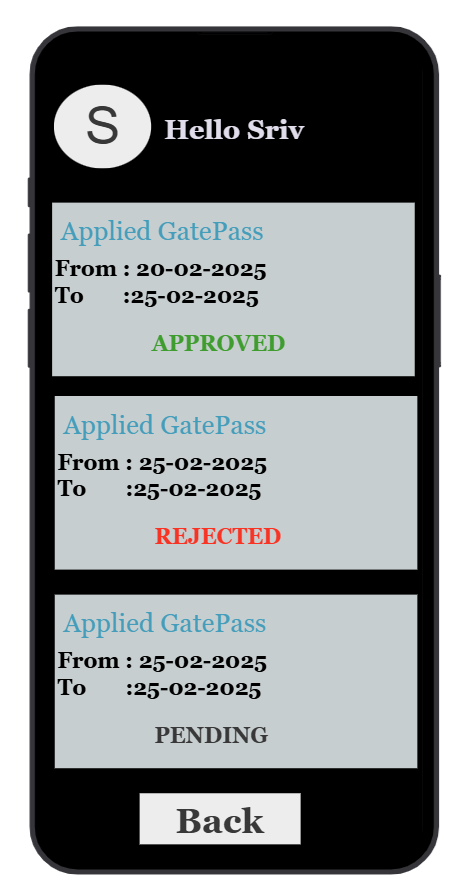 S
Hello Sriv
Applied GatePass
From : 20-02-2025
To :25-02-2025
APPROVED
Applied GatePass
From : 25-02-2025
To :25-02-2025
REJECTED
Applied GatePass
From : 25-02-2025
To :25-02-2025
PENDING
Back